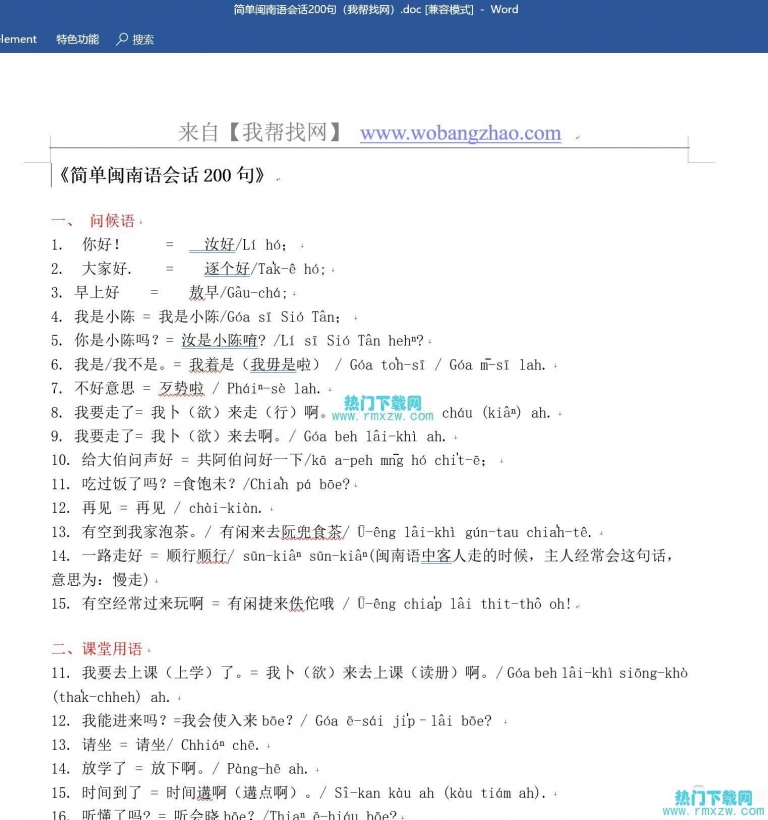 简单闽南语会话200句（我帮找网）.doc [兼容模式] - Word
lement 特色功能 搜索
来自【我帮找网】 www.wobangzhao.com
《简单闽南语会话 200 句》
一、 问候语
1. 你好！ = 汝好/Lí hó；
2. 大家好. = 逐个好/Ta̍k-ê hó;
3. 早上好 = 敖早/Gâu-chá;
4. 我是小陈 = 我是小陈/Góa sī Sió Tân；
5. 你是小陈吗？= 汝是小陈唷? /Lí sī Sió Tân hehⁿ?
6. 我是/我不是。= 我着是（我毋是啦） / Góa to̍h-sī / Góa m̄-sī lah.
7. 不好意思 = 歹势啦 / Pháiⁿ-sè lah.
8. 我要走了= 我卜（欲）来走（行）啊。 cháu (kiâⁿ) ah.
9. 我要走了= 我卜（欲）来去啊。/ Góa beh lâi-khì ah.
10. 给大伯问声好 = 共阿伯问好一下/kā a-peh mn̄g hó chi̍t-ē；
11. 吃过饭了吗？=食饱未？/Chia̍h pá bōe?
12. 再见 = 再见 / chài-kiàn.
13. 有空到我家泡茶。/ 有闲来去阮兜食茶/ Ū-êng lâi-khì gún-tau chia̍h-tê.
14. 一路走好 = 顺行顺行/ sūn-kiâⁿ sūn-kiâⁿ(闽南语中客人走的时候，主人经常会这句话，
意思为：慢走)
15. 有空经常过来玩啊 = 有闲捷来佚佗哦 / Ū-êng chia̍p lâi thit-thô oh!
二、课堂用语
11. 我要去上课（上学）了。= 我卜（欲）来去上课（读册）啊。/ Góa beh lâi-khì siōng-khò
(tha̍k-chheh) ah.
12. 我能进来吗？=我会使入来 bōe？/ Góa ē-sái ji̍p-lâi bōe?
13. 请坐 = 请坐/ Chhiáⁿ chē.
14. 放学了 = 放下啊。/ Pàng-hē ah.
15. 时间到了 = 时间遘啊（遘点啊）。/ Sî-kan kàu ah (kàu tiám ah).
16. 听懂了吗? = 听会晓 bōe？/Thiaⁿ ē-hiáu bōe?
热门下载网
www.rmxzw.com
热门下载网
www.rmxzw.com